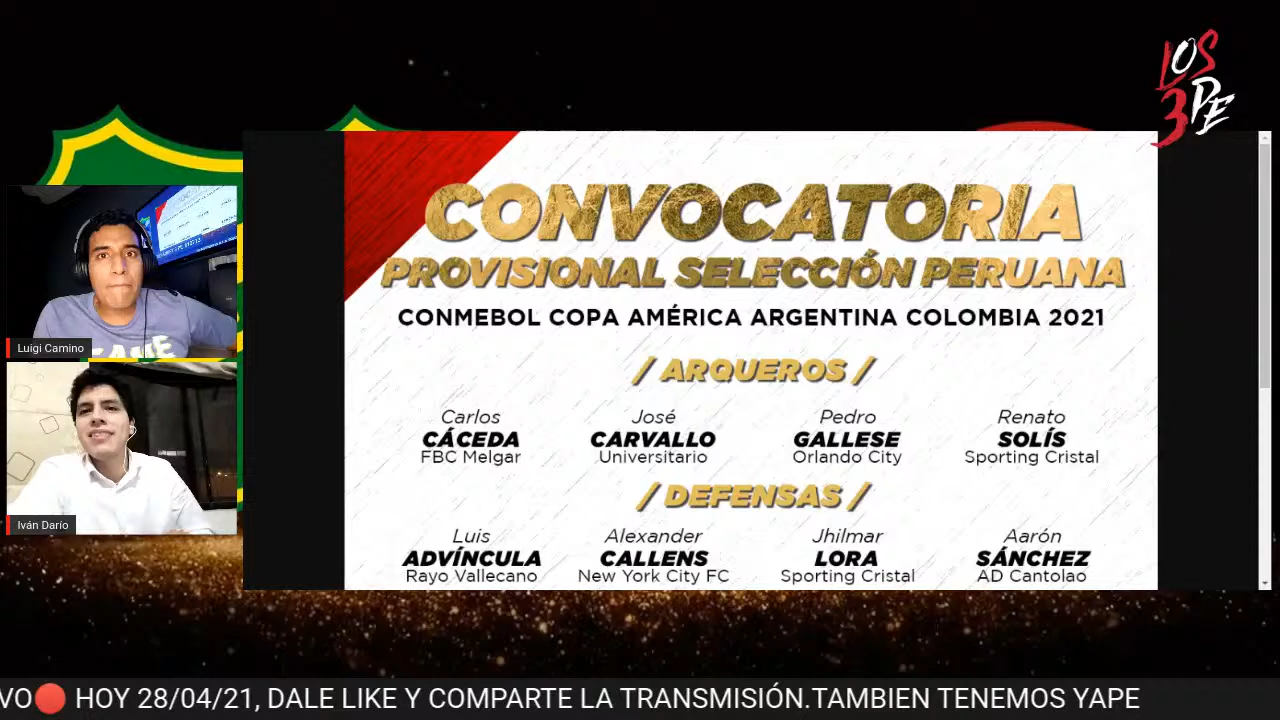 LOS
3PE
CONVOCATORIA
PROVISIONAL SELECCIÓN PERUANA
CONMEBOL COPA AMÉRICA ARGENTINA COLOMBIA 2021
/ ARQUEROS /
Carlos
CÁCEDA
FBC Melgar
José
CARVALLO
Universitario
Pedro
GALLESE
Orlando City
Renato
SOLÍS
Sporting Cristal
/ DEFENSAS /
Luis
ADVÍNCULA
Rayo Vallecano
Alexander
CALLENS
New York City FC
Jhilmar
LORA
Sporting Cristal
Aarón
SÁNCHEZ
AD Cantolao
Luigi Camino
Iván Darío
VO🔴 HOY 28/04/21, DALE LIKE Y COMPARTE LA TRANSMISIÓN.TAMBIEN TENEMOS YAPE